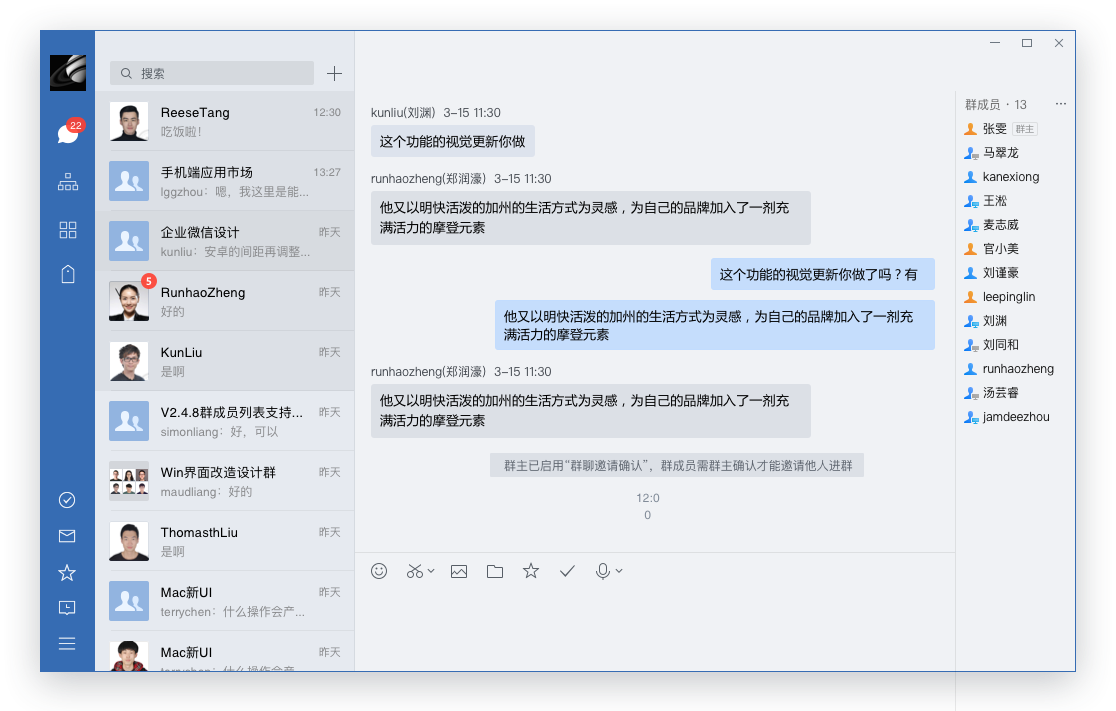 22
搜索
ReeseTang
12:30
吃饭啦!
手机端应用市场
13:27
lggzhou：嗯，我这里是能...
企业微信设计
昨天
kunliu：安卓的间距再调整...
5
RunhaoZheng
昨天
好的
KunLiu
昨天
是啊
V2.4.8群成员列表支持...
昨天
simonliang：好，可以
Win界面改造设计群
昨天
maudliang：好的
ThomasthLiu
昨天
是啊
Mac新UI
昨天
terrychen：什么操作会产...
Mac新UI
昨天
terrychen：什么操作会产
kunliu(刘渊) 3-15 11:30
这个功能的视觉更新你做
runhaozheng(郑润濠) 3-15 11:30
他又以明快活泼的加州的生活方式为灵感，为自己的品牌加入了一剂充
满活力的摩登元素
这个功能的视觉更新你做了吗？有
他又以明快活泼的加州的生活方式为灵感，为自己的品牌加入了一剂充
满活力的摩登元素
runhaozheng(郑润濠) 3-15 11:30
他又以明快活泼的加州的生活方式为灵感，为自己的品牌加入了一剂充
满活力的摩登元素
群主已启用“群聊邀请确认”，群成员需群主确认才能邀请他人进群
12:0
0
群成员 · 13
张雯 群主
马翠龙
kanexiong
王淞
麦志威
官小美
刘谨豪
leepinglin
刘渊
刘同和
runhaozheng
汤芸睿
jamdeezhou